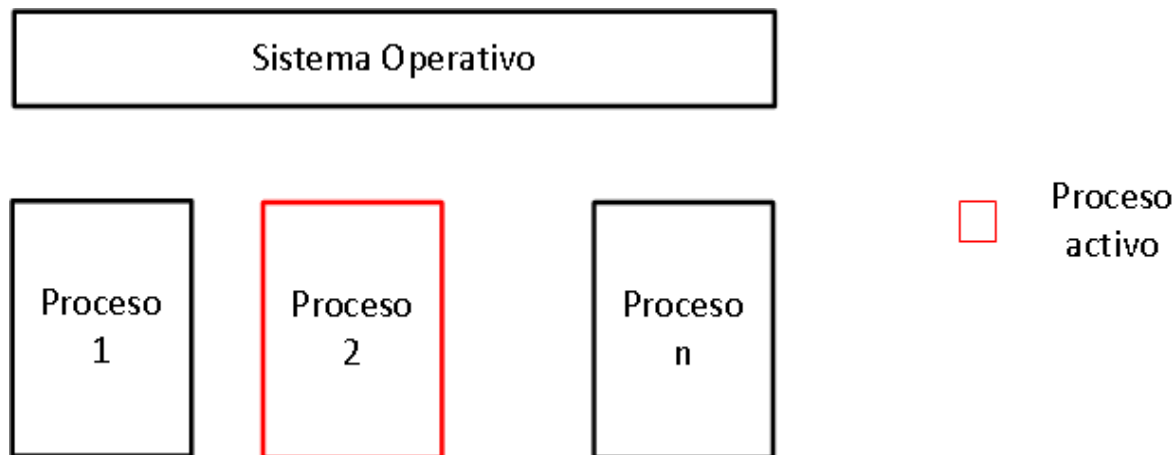 Sistema Operativo
Proceso
1
Proceso
2
Proceso
n
Proceso
activo